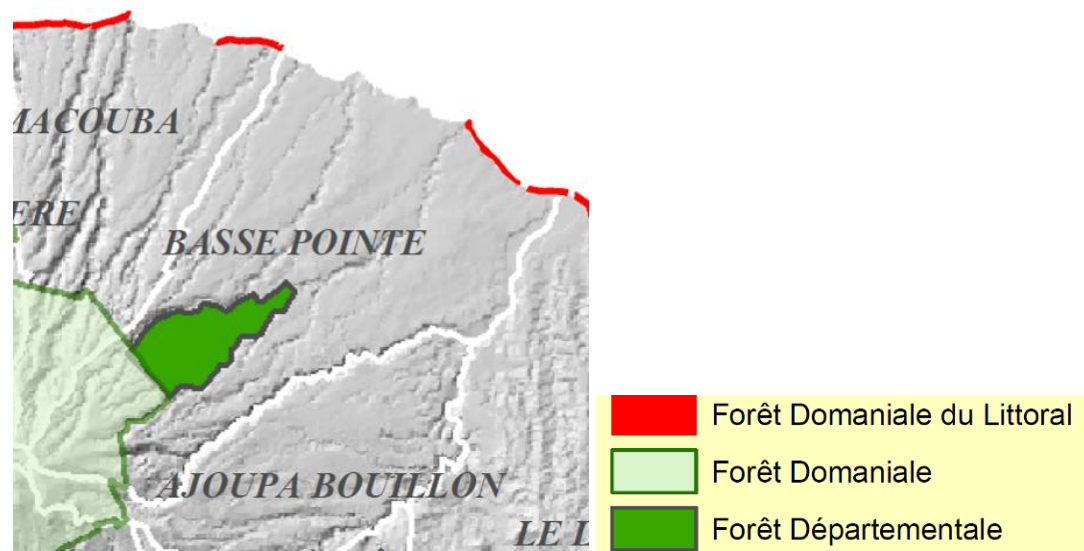 MACOUBA
ERE
BASSE POINTE
AJOUPA BOUILLON
LE L
Forêt Domaniale du Littoral
Forêt Domaniale
Forêt Départementale